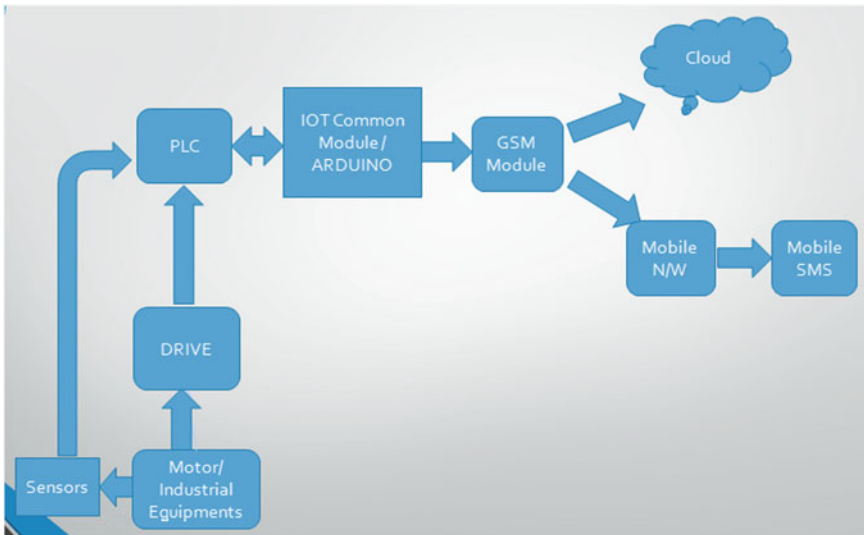 Cloud
PLC
IOT Common
Module/
ARDUINO
GSM
Module
Mobile
N/W
Mobile
SMS
DRIVE
Sensors
Motor/
Industrial
Equipments